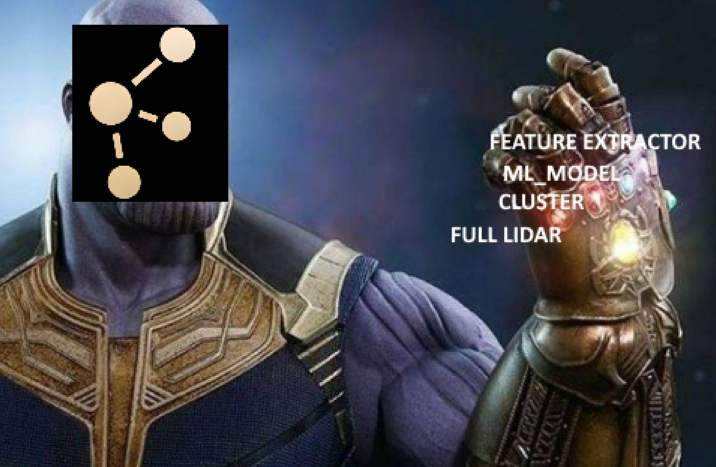 FEATURE EXTRACTOR
ML_MODEL
CLUSTER
FULL LIDAR